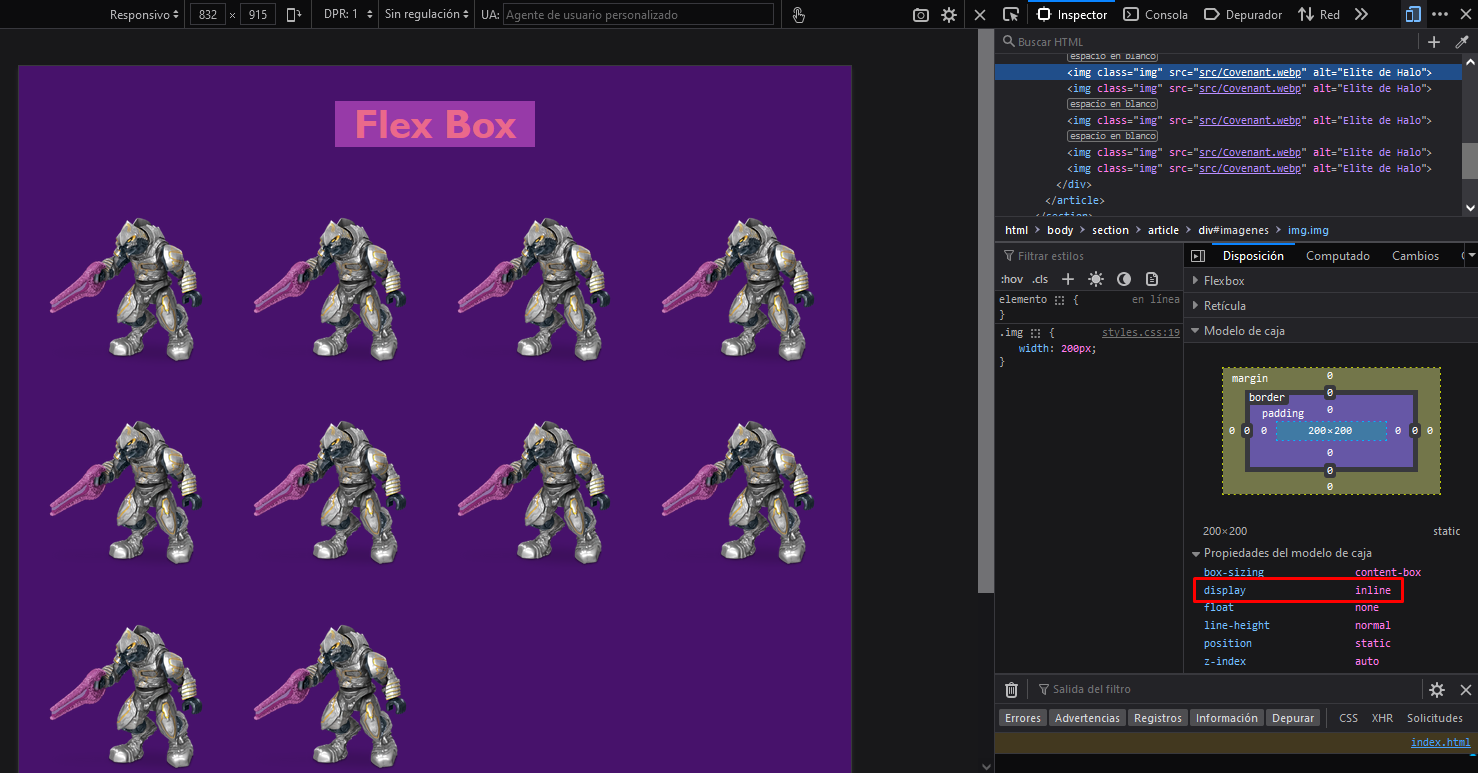 Responsivo 832 × 915 DPR: 1 Sin regulación UA: Agente de usuario personalizado
Inspector Consola Depurador Red
Flex Box
Buscar HTML
espacio en blanco
<img class="img" src="src/Covenant.webp" alt="Elite de Halo">
<img class="img" src="src/Covenant.webp" alt="Elite de Halo">
espacio en blanco
<img class="img" src="src/Covenant.webp" alt="Elite de Halo">
espacio en blanco
<img class="img" src="src/Covenant.webp" alt="Elite de Halo">
<img class="img" src="src/Covenant.webp" alt="Elite de Halo">
</div>
</article>
</section>
html > body > section > article > div#imagenes > img.img
Filtrar estilos
:hov .cls
elemento { en línea
}
.img { styles.css:19
width: 200px;
}
Disposición Computado Cambios
Flexbox
Retícula
Modelo de caja
margin 0
border 0
padding 0
0 0 0 200×200 0 0 0
0
0
0
200×200 static
Propiedades del modelo de caja
box-sizing content-box
display inline
float none
line-height normal
position static
z-index auto
Salida del filtro
Errores Advertencias Registros Información Depurar CSS XHR Solicitudes
index.html